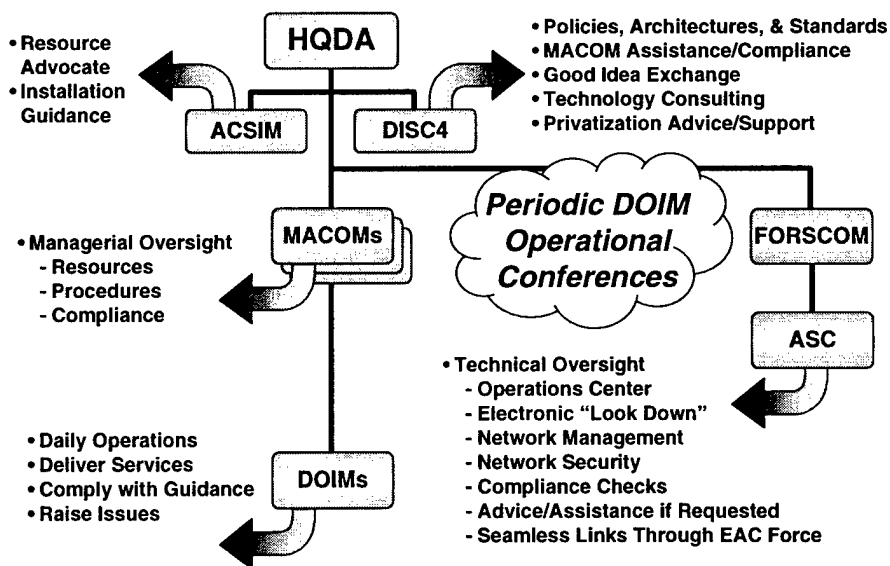 HQDA
• Resource
Advocate
• Installation
Guidance
ACSIM
DISC4
• Policies, Architectures, & Standards
• MACOM Assistance/Compliance
• Good Idea Exchange
• Technology Consulting
• Privatization Advice/Support
MACOMs
• Managerial Oversight
- Resources
- Procedures
- Compliance
Periodic DOIM
Operational
Conferences
FORSCOM
ASC
• Technical Oversight
- Operations Center
- Electronic “Look Down”
- Network Management
- Network Security
- Compliance Checks
- Advice/Assistance if Requested
- Seamless Links Through EAC Force
• Daily Operations
• Deliver Services
• Comply with Guidance
• Raise Issues
DOIMs